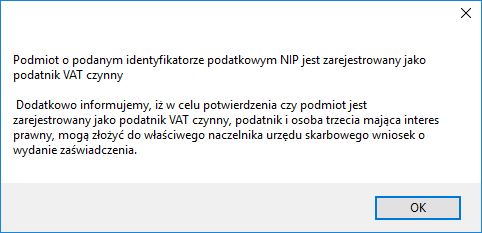 Podmiot o podanym identyfikatorze podatkowym NIP jest zarejestrowany jako
podatnik VAT czynny
Dodatkowo informujemy, iż w celu potwierdzenia czy podmiot jest
zarejestrowany jako podatnik VAT czynny, podatnik i osoba trzecia mająca interes
prawny, mogą złożyć do właściwego naczelnika urzędu skarbowego wniosek o
wydanie zaświadczenia.
OK